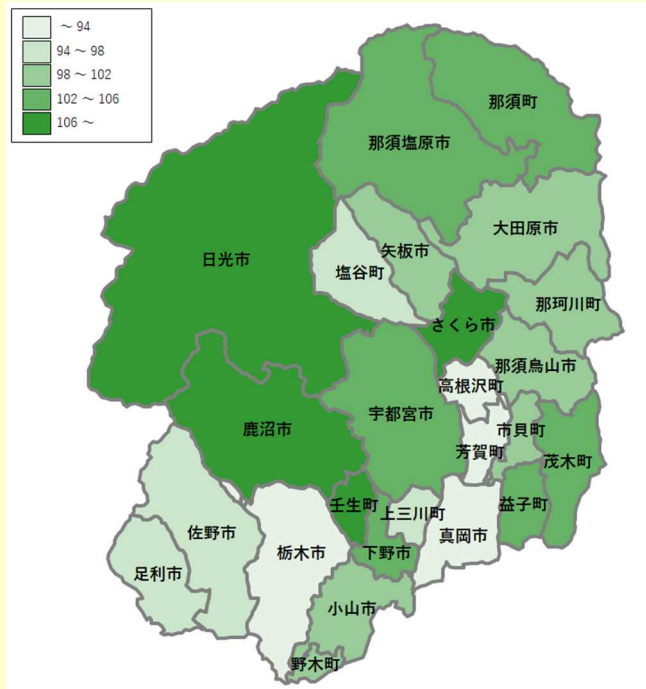 ～ 94
94 ～ 98
98 ～ 102
102 ～ 106
106 ～
那須町
那須塩原市
大田原市
矢板市
日光市
塩谷町
那珂川町
さくら市
那須烏山市
高根沢町
宇都宮市
市貝町
鹿沼市
芳賀町
茂木町
壬生町
上三川町
益子町
佐野市
真岡市
栃木市
下野市
足利市
小山市
野木町